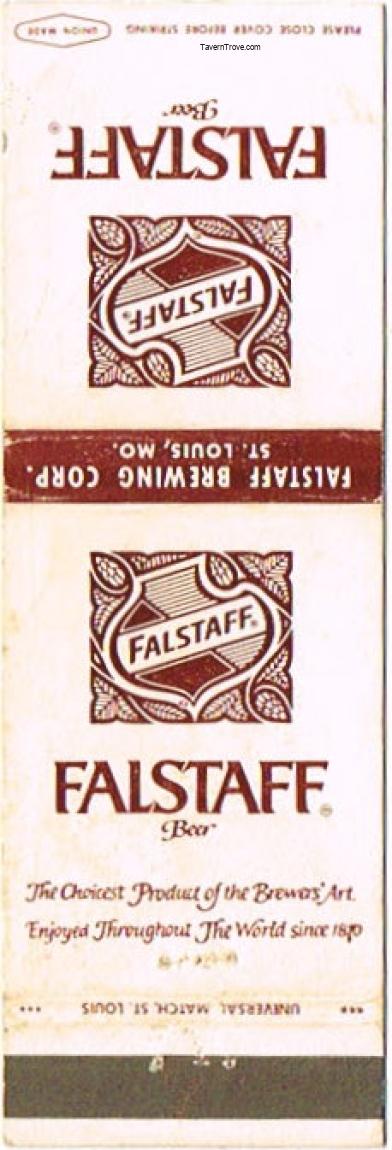 UNION MADE
PLEASE CLOSE COVER BEFORE STRIKING
TavernTrove.com
FALSTAFF®
Beer
FALSTAFF®
FALSTAFF BREWING CORP.
ST. LOUIS, MO.
FALSTAFF®
FALSTAFF®
Beer
The Choicest Product of the Brewers' Art.
Enjoyed Throughout The World since 1870
*** UNIVERSAL MATCH, ST. LOUIS ***